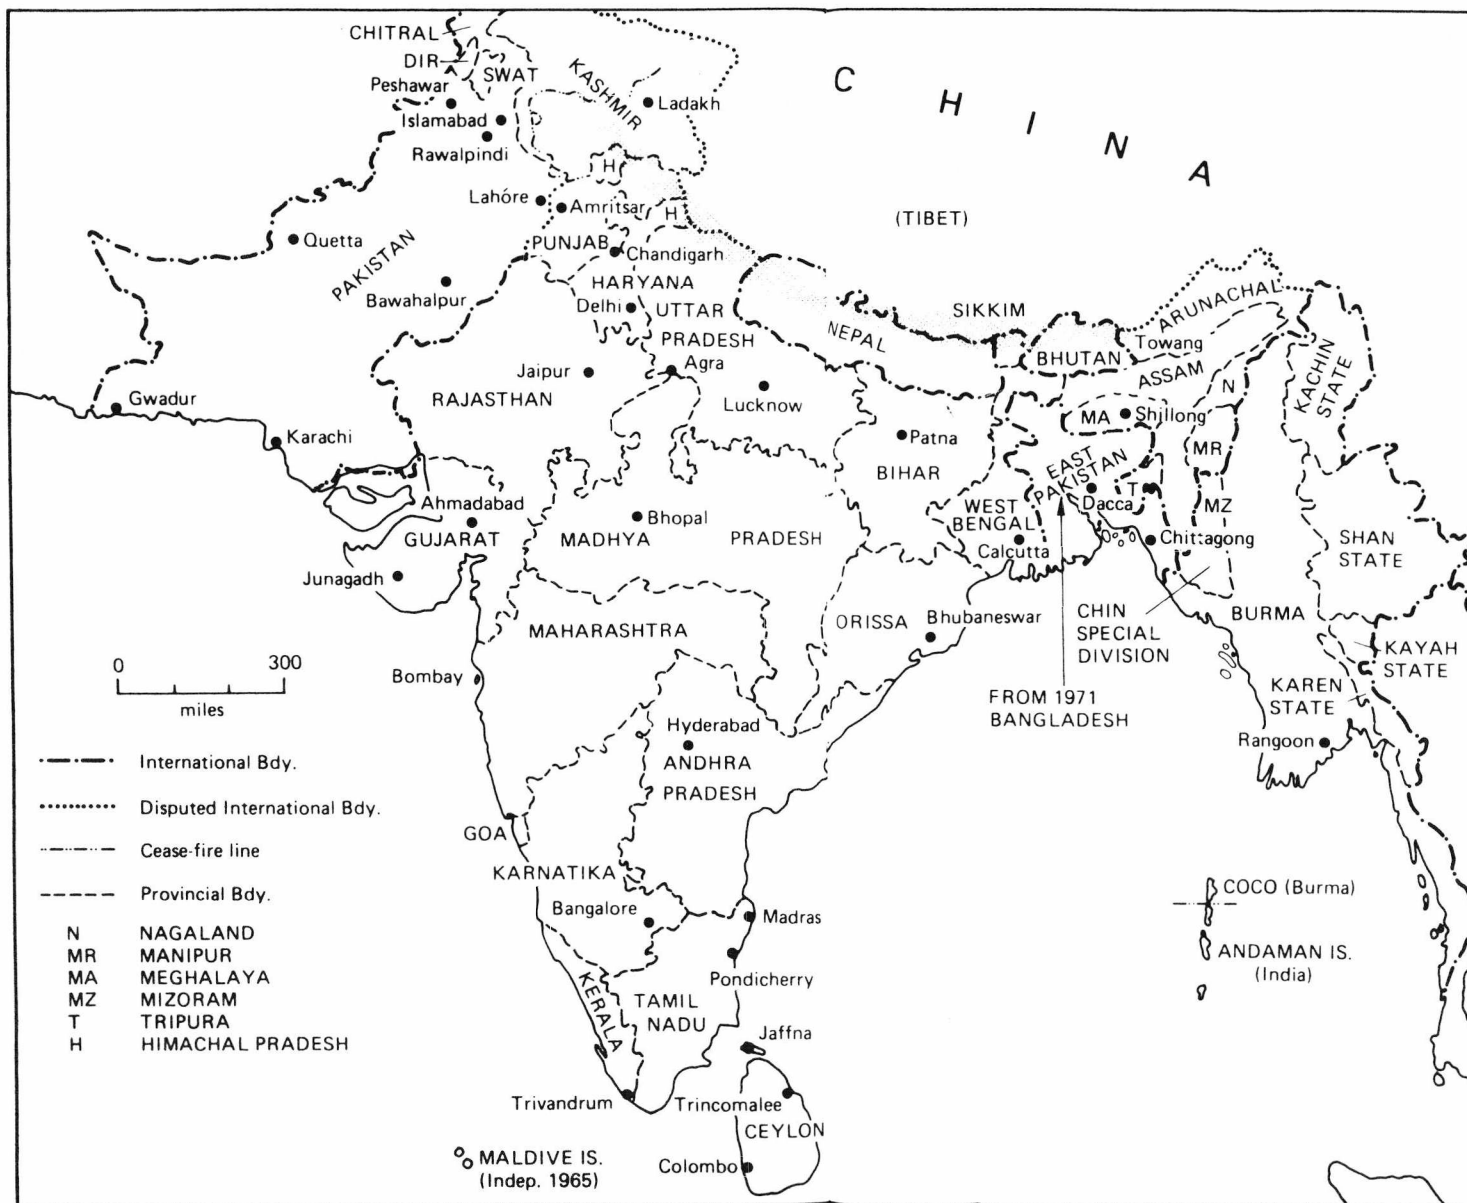 CHITRAL
DIR
SWAT
Peshawar
Islamabad
Rawalpindi
KASHMIR
Ladakh
CHINA
(TIBET)
H
Lahóre
Amritsar
H
Quetta
PAKISTAN
PUNJAB
Chandigarh
HARYANA
Bawahalpur
Delhi
UTTAR
PRADESH
NEPAL
SIKKIM
BHUTAN
ARUNACHAL
Towang
ASSAM
N
KACHIN
STATE
Gwadur
Karachi
Jaipur
RAJASTHAN
Agra
Lucknow
Patna
BIHAR
MA
Shillong
MR
EAST
PAKISTAN
Dacca
T
MZ
Ahmadabad
GUJARAT
Junagadh
Bhopal
MADHYA
PRADESH
WEST
BENGAL
Calcutta
Chittagong
SHAN
STATE
MAHARASHTRA
ORISSA
Bhubaneswar
CHIN
SPECIAL
DIVISION
BURMA
KAYAH
STATE
KAREN
STATE
FROM 1971
BANGLADESH
Rangoon
0 300
miles
Bombay
Hyderabad
ANDHRA
PRADESH
GOA
KARNATIKA
Bangalore
Madras
Pondicherry
KERALA
TAMIL
NADU
Jaffna
Trivandrum
Trincomalee
CEYLON
Colombo
MALDIVE IS.
(Indep. 1965)
COCO (Burma)
ANDAMAN IS.
(India)
International Bdy.
Disputed International Bdy.
Cease-fire line
Provincial Bdy.
N NAGALAND
MR MANIPUR
MA MEGHALAYA
MZ MIZORAM
T TRIPURA
H HIMACHAL PRADESH